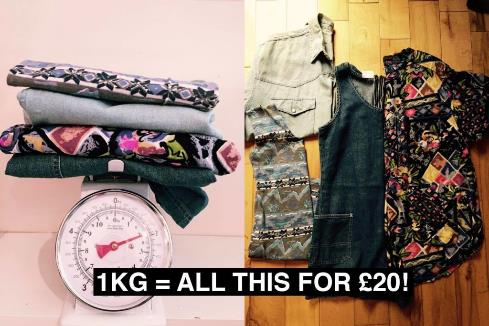 1KG = ALL THIS FOR £20!